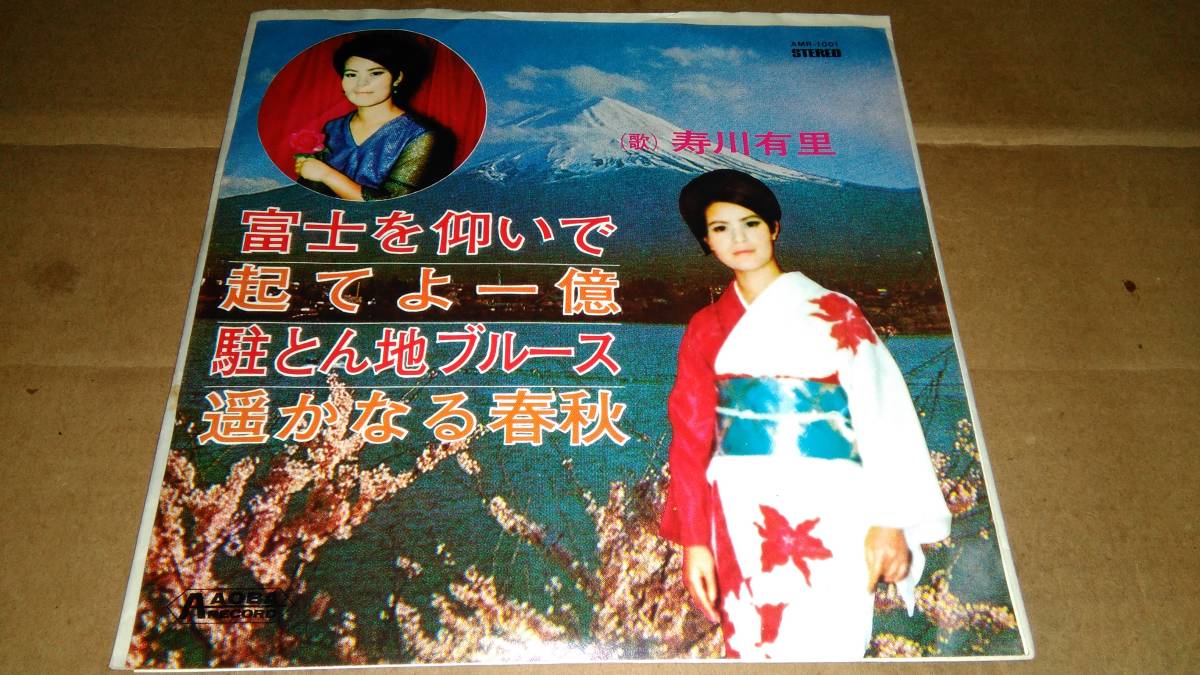 AMR-1001
STEREO
(歌) 寿川有里
富士を仰いで
起てよ一億
駐とん地ブルース
遥かなる春秋
AOBA
RECORD